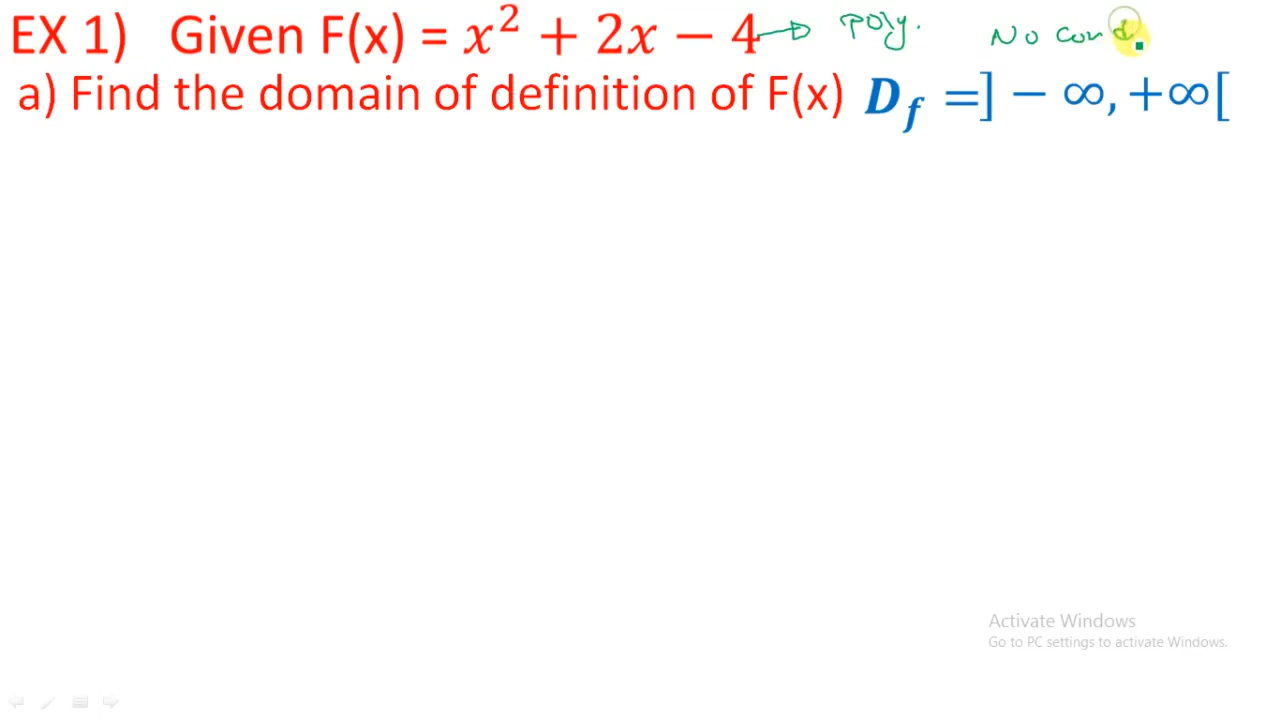 EX 1) Given F(x) = x² + 2x − 4 → Poly. No cond
a) Find the domain of definition of F(x) D_f =] − ∞, +∞[
Activate Windows
Go to PC settings to activate Windows.